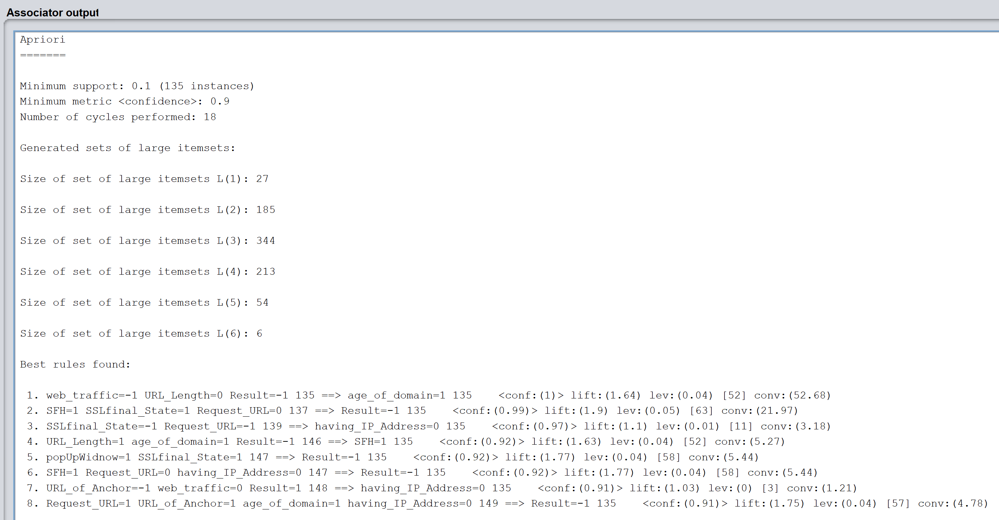 Associator output
Apriori
=======
Minimum support: 0.1 (135 instances)
Minimum metric <confidence>: 0.9
Number of cycles performed: 18
Generated sets of large itemsets:
Size of set of large itemsets L(1): 27
Size of set of large itemsets L(2): 185
Size of set of large itemsets L(3): 344
Size of set of large itemsets L(4): 213
Size of set of large itemsets L(5): 54
Size of set of large itemsets L(6): 6
Best rules found:
1. web_traffic=-1 URL_Length=0 Result=-1 135 ==> age_of_domain=1 135    <conf:(1)> lift:(1.64) lev:(0.04) [52] conv:(52.68)
2. SFH=1 SSLfinal_State=1 Request_URL=0 137 ==> Result=-1 135    <conf:(0.99)> lift:(1.9) lev:(0.05) [63] conv:(21.97)
3. SSLfinal_State=-1 Request_URL=-1 139 ==> having_IP_Address=0 135    <conf:(0.97)> lift:(1.1) lev:(0.01) [11] conv:(3.18)
4. URL_Length=1 age_of_domain=1 Result=-1 146 ==> SFH=1 135    <conf:(0.92)> lift:(1.63) lev:(0.04) [52] conv:(5.27)
5. popUpWidnow=1 SSLfinal_State=1 147 ==> Result=-1 135    <conf:(0.92)> lift:(1.77) lev:(0.04) [58] conv:(5.44)
6. SFH=1 Request_URL=0 having_IP_Address=0 147 ==> Result=-1 135    <conf:(0.92)> lift:(1.77) lev:(0.04) [58] conv:(5.44)
7. URL_of_Anchor=-1 web_traffic=0 Result=1 148 ==> having_IP_Address=0 135    <conf:(0.91)> lift:(1.03) lev:(0) [3] conv:(1.21)
8. Request_URL=1 URL_of_Anchor=1 age_of_domain=1 having_IP_Address=0 149 ==> Result=-1 135    <conf:(0.91)> lift:(1.75) lev:(0.04) [57] conv:(4.78)